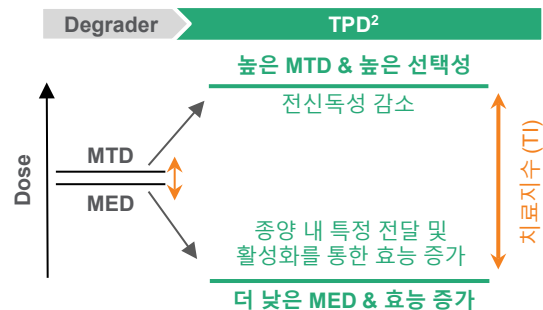 Degrader
TPD²
높은 MTD & 높은 선택성
전신독성 감소
MTD
MED
Dose
종양 내 특정 전달 및
활성화를 통한 효능 증가
더 낮은 MED & 효능 증가
치료지수 (TI)